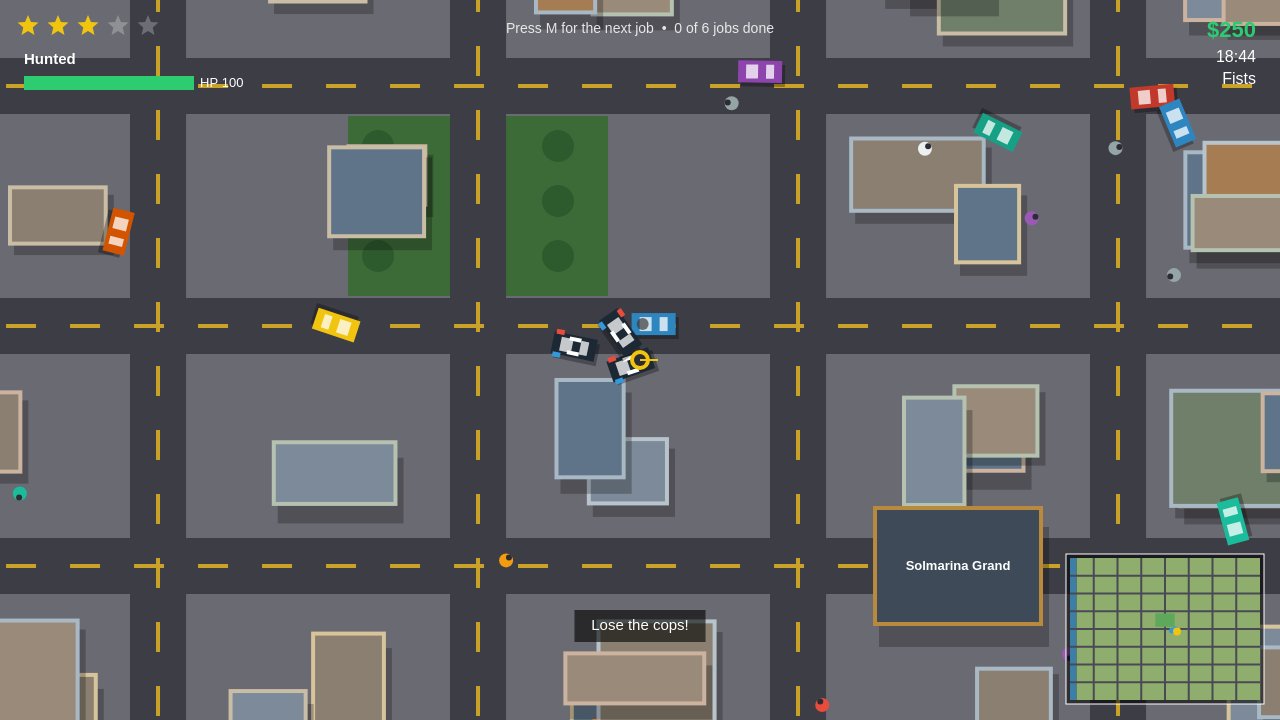 Press M for the next job • 0 of 6 jobs done
$250
Hunted
18:44
HP 100
Fists
Solmarina Grand
Lose the cops!